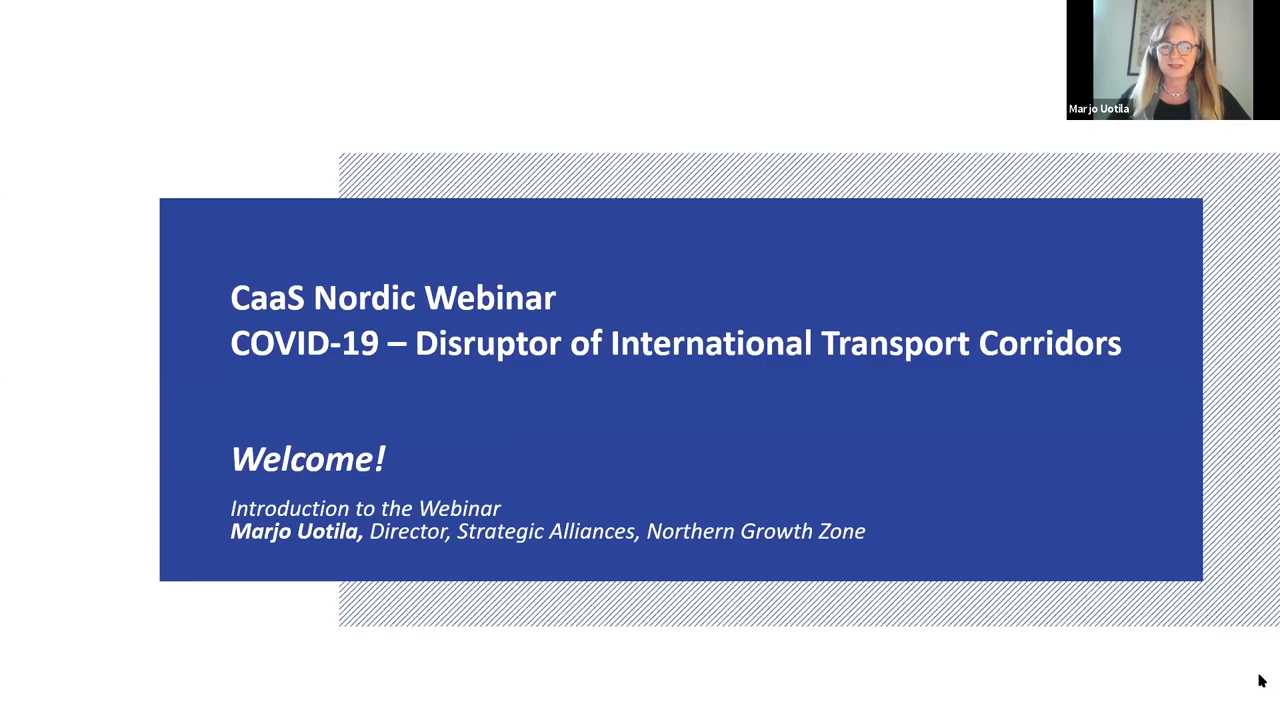 Marjo Uotila
CaaS Nordic Webinar
COVID-19 – Disruptor of International Transport Corridors
Welcome!
Introduction to the Webinar
Marjo Uotila, Director, Strategic Alliances, Northern Growth Zone